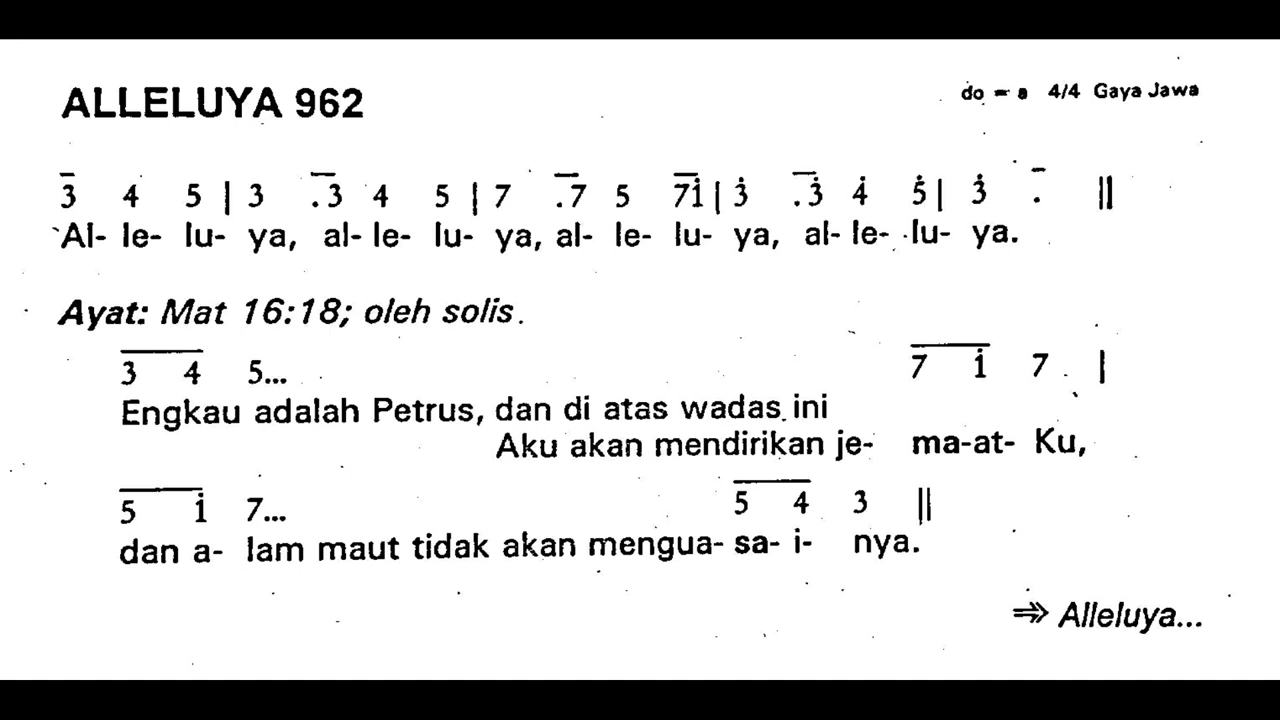 ALLELUYA 962
do = a 4/4 Gaya Jawa
3̅ 4 5 | 3 .̅3̅ 4 5 | 7 .̅7̅ 5 7̅1̇̅ | 3̇ .̅3̇̅ 4̇ 5̇ | 3̇ .̅ ||
Al- le- lu- ya, al- le- lu- ya, al- le- lu- ya, al- le- lu- ya.
Ayat: Mat 16:18; oleh solis.
3̅ 4̅ 5... 7̅ 1̇̅ 7 . |
Engkau adalah Petrus, dan di atas wadas ini
Aku akan mendirikan je- ma-at- Ku,
5̅ 1̇̅ 7... 5̅ 4̅ 3 ||
dan a- lam maut tidak akan mengua- sa- i- nya.
⇒ Alleluya...